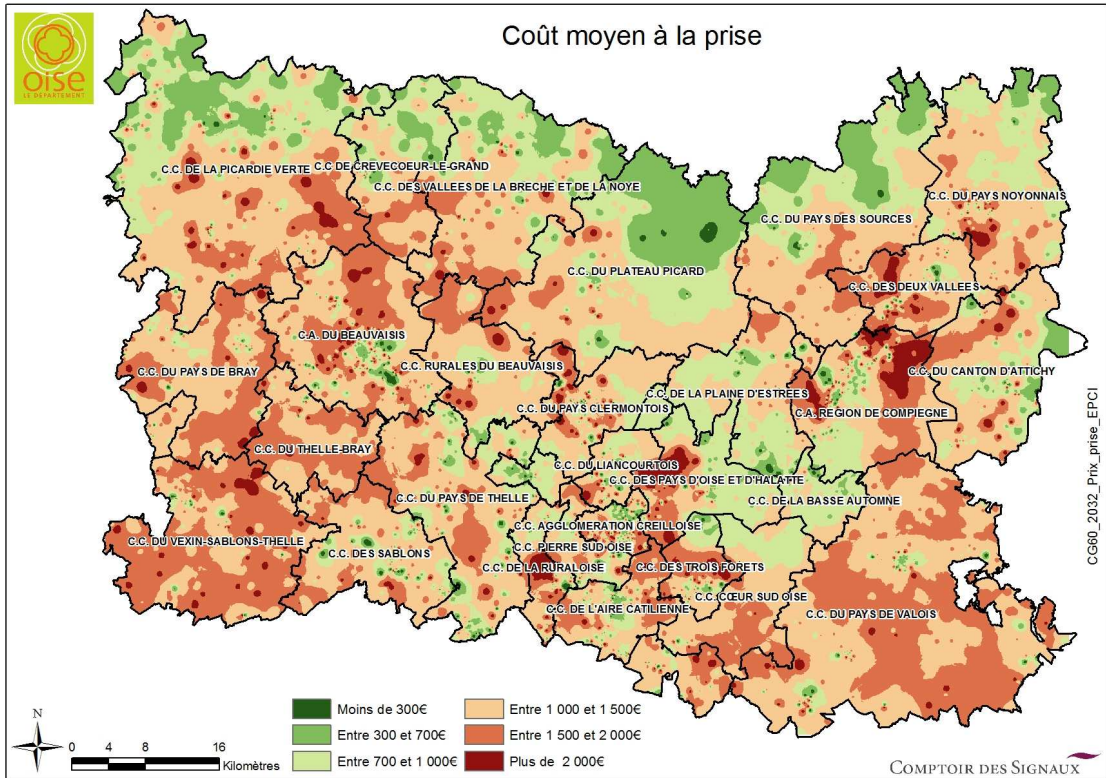 Coût moyen à la prise
oise
LE DÉPARTEMENT
C.C. DE LA PICARDIE VERTE
C.C DE CREVECOEUR-LE-GRAND
C.C. DES VALLEES DE LA BRECHE ET DE LA NOYE
C.C. DU PAYS NOYONNAIS
C.C. DU PAYS DES SOURCES
C.C. DU PLATEAU PICARD
C.C. DES DEUX VALLEES
C.A. DU BEAUVAISIS
C.C. RURALES DU BEAUVAISIS
C.C. DU PAYS DE BRAY
C.C. DU CANTON D'ATTICHY
C.C. DE LA PLAINE D'ESTREES
C.C. DU PAYS CLERMONTOIS
C.A. REGION DE COMPIEGNE
C.C. DU THELLE-BRAY
C.C. DU LIANCOURTOIS
C.C. DES PAYS D'OISE ET D'HALATTE
C.C. DU PAYS DE THELLE
C.C. DE LA BASSE AUTOMNE
C.C. AGGLOMERATION CREILLOISE
C.C. DU VEXIN-SABLONS-THELLE
C.C. DES SABLONS
C.C. PIERRE SUD OISE
C.C. DE LA RURALOISE
C.C. DES TROIS FORETS
C.C. CŒUR SUD OISE
C.C. DE L'AIRE CATILIENNE
C.C. DU PAYS DE VALOIS
CG60_2032_Prix_prise_EPCI
N
0 4 8 16
Kilomètres
Moins de 300€
Entre 300 et 700€
Entre 700 et 1 000€
Entre 1 000 et 1 500€
Entre 1 500 et 2 000€
Plus de 2 000€
COMPTOIR DES SIGNAUX